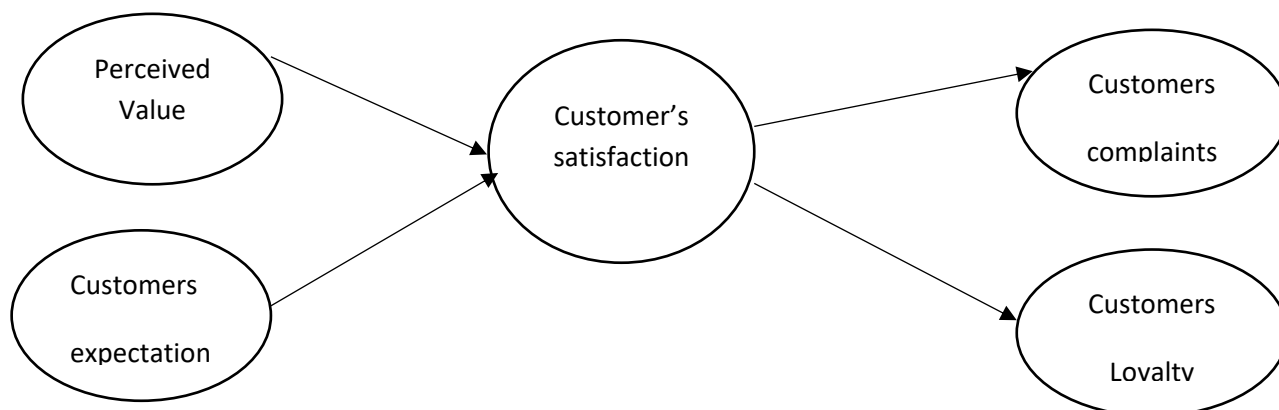 Perceived
Value
Customer’s
satisfaction
Customers
complaints
Customers
expectation
Customers
Loyalty